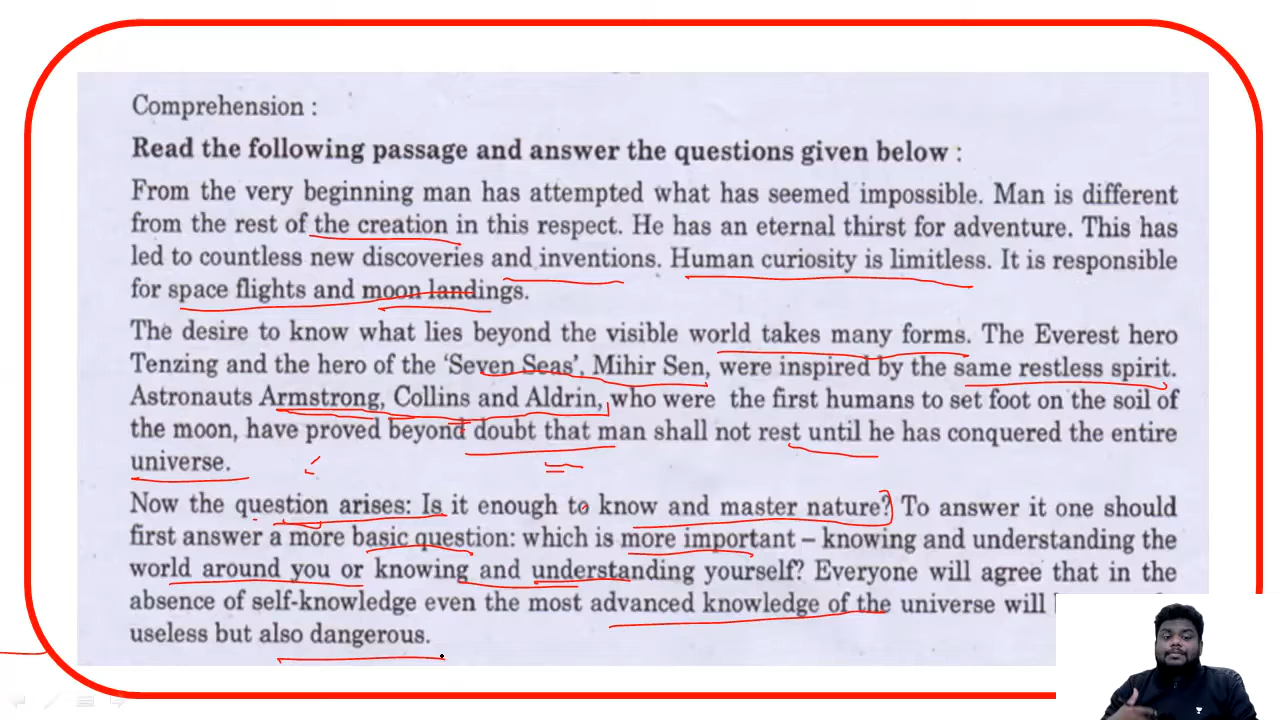 Comprehension :
Read the following passage and answer the questions given below :
From the very beginning man has attempted what has seemed impossible. Man is different
from the rest of the creation in this respect. He has an eternal thirst for adventure. This has
led to countless new discoveries and inventions. Human curiosity is limitless. It is responsible
for space flights and moon landings.
The desire to know what lies beyond the visible world takes many forms. The Everest hero
Tenzing and the hero of the ‘Seven Seas’, Mihir Sen, were inspired by the same restless spirit.
Astronauts Armstrong, Collins and Aldrin, who were the first humans to set foot on the soil of
the moon, have proved beyond doubt that man shall not rest until he has conquered the entire
universe.
Now the question arises: Is it enough to know and master nature? To answer it one should
first answer a more basic question: which is more important – knowing and understanding the
world around you or knowing and understanding yourself? Everyone will agree that in the
absence of self-knowledge even the most advanced knowledge of the universe will
useless but also dangerous.